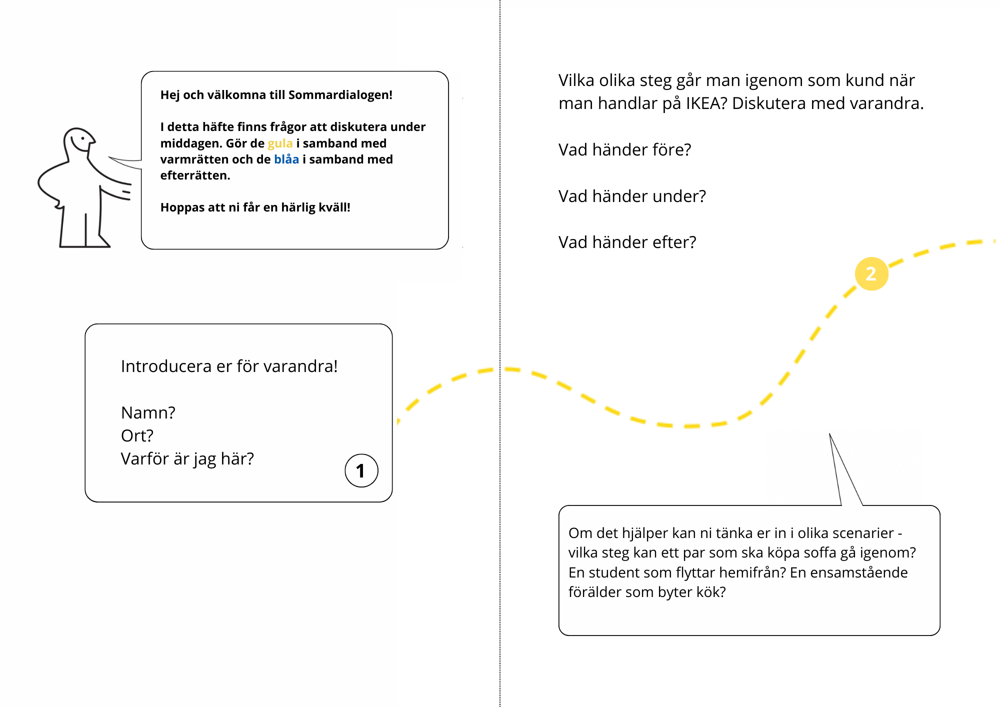 Hej och välkomna till Sommardialogen!
I detta häfte finns frågor att diskutera under
middagen. Gör de gula i samband med
varmrätten och de blåa i samband med
efterrätten.
Hoppas att ni får en härlig kväll!
Introducera er för varandra!
Namn?
Ort?
Varför är jag här?
1
Vilka olika steg går man igenom som kund när
man handlar på IKEA? Diskutera med varandra.
Vad händer före?
Vad händer under?
Vad händer efter?
2
Om det hjälper kan ni tänka er in i olika scenarier -
vilka steg kan ett par som ska köpa soffa gå igenom?
En student som flyttar hemifrån? En ensamstående
förälder som byter kök?